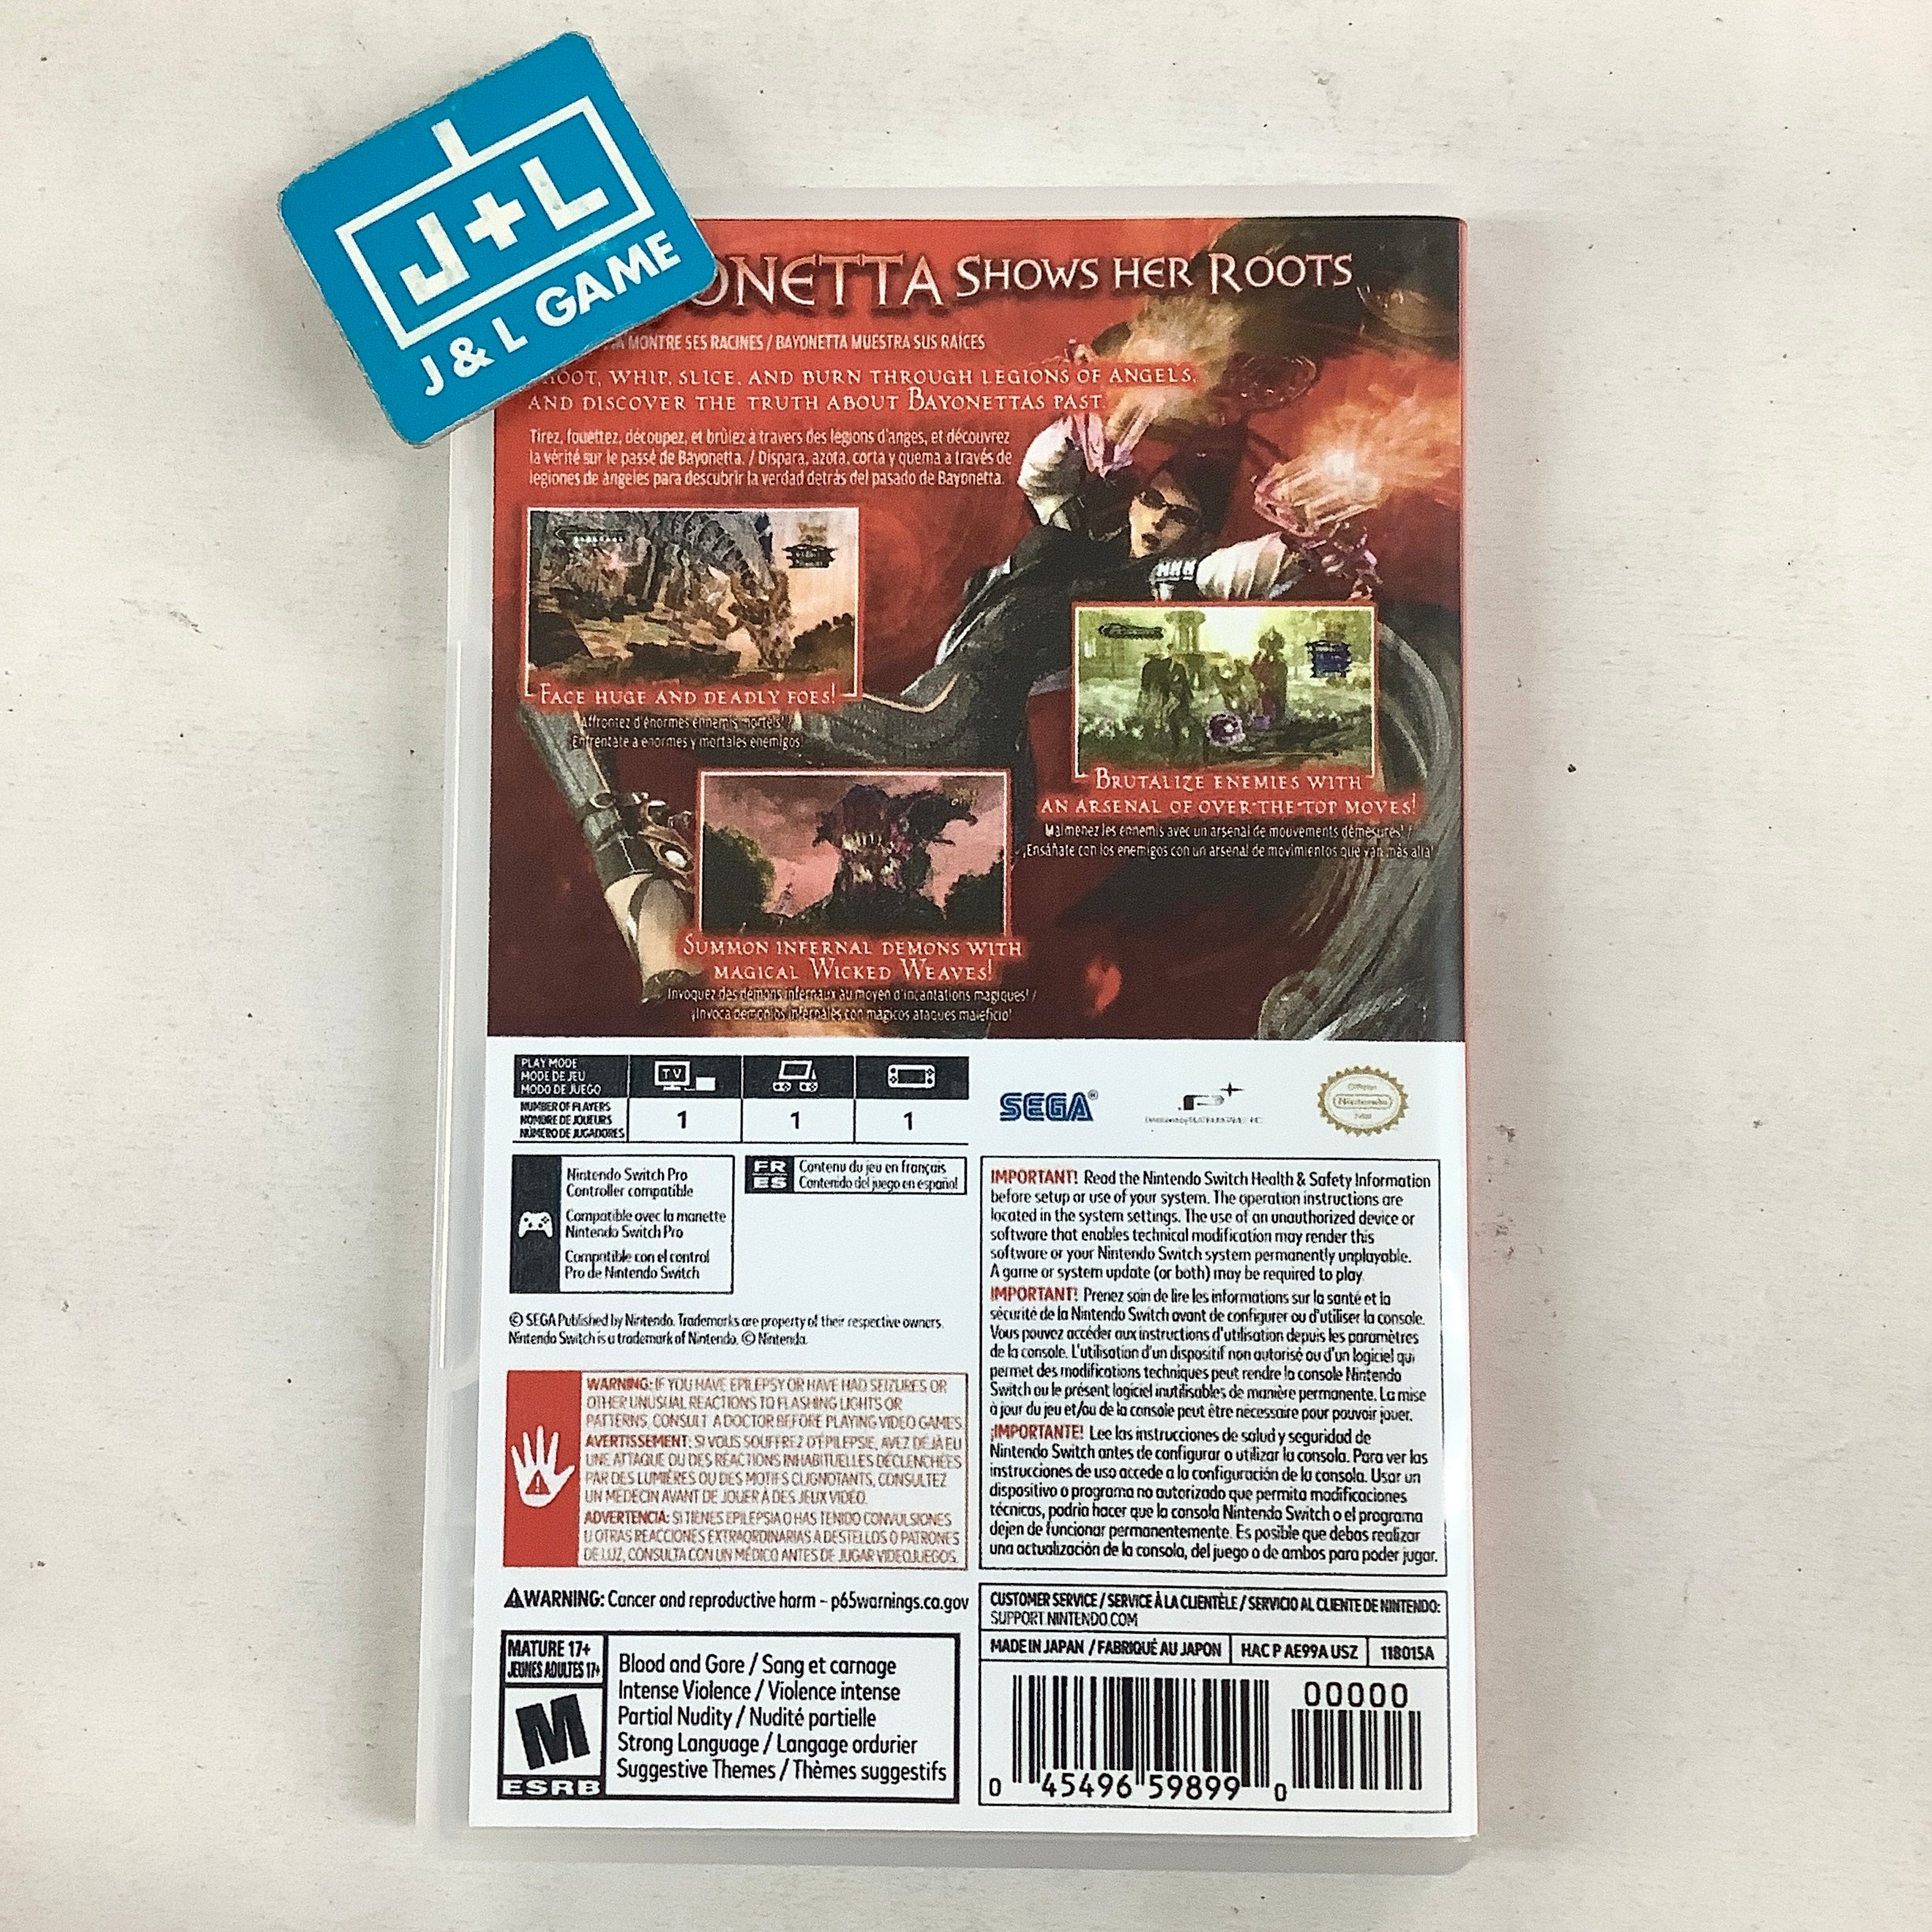 J+L
J & L GAME
ONETTA SHOWS HER ROOTS
MONTRE SES RACINES / BAYONETTA MUESTRA SUS RAÍCES
HOOT, WHIP, SLICE, AND BURN THROUGH LEGIONS OF ANGELS,
AND DISCOVER THE TRUTH ABOUT BAYONETTAS PAST.
Tirez, fouettez, découpez, et brûlez à travers des légions d'anges, et découvrez
la vérité sur le passé de Bayonetta. / Dispara, azota, corta y quema a través de
legiones de ángeles para descubrir la verdad detrás del pasado de Bayonetta.
FACE HUGE AND DEADLY FOES!
Affrontez d'énormes ennemis mortels! /
Enfréntate a enormes y mortales enemigos!
BRUTALIZE ENEMIES WITH
AN ARSENAL OF OVER-THE-TOP MOVES!
Malmenez les ennemis avec un arsenal de mouvements démesurés! /
¡Ensáñate con los enemigos con un arsenal de movimientos que van más allá!
SUMMON INFERNAL DEMONS WITH
MAGICAL WICKED WEAVES!
Invoquez des démons infernaux au moyen d'incantations magiques! /
¡Invoca demonios infernales con mágicos ataques maleficio!
PLAY MODE
MODE DE JEU
MODO DE JUEGO
TV
NUMBER OF PLAYERS
NOMBRE DE JOUEURS
NÚMERO DE JUGADORES
1 1 1
SEGA®
Nintendo
Nintendo Switch Pro
Controller compatible
Compatible avec la manette
Nintendo Switch Pro
Compatible con el control
Pro de Nintendo Switch
FR Contenu du jeu en français
ES Contenido del juego en español
© SEGA Published by Nintendo. Trademarks are property of their respective owners.
Nintendo Switch is a trademark of Nintendo. © Nintendo.
IMPORTANT! Read the Nintendo Switch Health & Safety Information
before setup or use of your system. The operation instructions are
located in the system settings. The use of an unauthorized device or
software that enables technical modification may render this
software or your Nintendo Switch system permanently unplayable.
A game or system update (or both) may be required to play.
IMPORTANT! Prenez soin de lire les informations sur la santé et la
sécurité de la Nintendo Switch avant de configurer ou d'utiliser la console.
Vous pouvez accéder aux instructions d'utilisation depuis les paramètres
de la console. L'utilisation d'un dispositif non autorisé ou d'un logiciel qui
permet des modifications techniques peut rendre la console Nintendo
Switch ou le présent logiciel inutilisables de manière permanente. La mise
à jour du jeu et/ou de la console peut être nécessaire pour pouvoir jouer.
¡IMPORTANTE! Lee las instrucciones de salud y seguridad de
Nintendo Switch antes de configurar o utilizar la consola. Para ver las
instrucciones de uso accede a la configuración de la consola. Usar un
dispositivo o programa no autorizado que permita modificaciones
técnicas, podría hacer que la consola Nintendo Switch o el programa
dejen de funcionar permanentemente. Es posible que debas realizar
una actualización de la consola, del juego o de ambos para poder jugar.
WARNING: IF YOU HAVE EPILEPSY OR HAVE HAD SEIZURES OR
OTHER UNUSUAL REACTIONS TO FLASHING LIGHTS OR
PATTERNS, CONSULT A DOCTOR BEFORE PLAYING VIDEO GAMES.
AVERTISSEMENT: SI VOUS SOUFFREZ D'ÉPILEPSIE, AVEZ DÉJÀ EU
UNE ATTAQUE OU DES RÉACTIONS INHABITUELLES DÉCLENCHÉES
PAR DES LUMIÈRES OU DES MOTIFS CLIGNOTANTS, CONSULTEZ
UN MÉDECIN AVANT DE JOUER À DES JEUX VIDÉO.
ADVERTENCIA: SI TIENES EPILEPSIA O HAS TENIDO CONVULSIONES
U OTRAS REACCIONES EXTRAORDINARIAS A DESTELLOS O PATRONES
DE LUZ, CONSULTA CON UN MÉDICO ANTES DE JUGAR VIDEOJUEGOS.
WARNING: Cancer and reproductive harm – p65warnings.ca.gov
CUSTOMER SERVICE / SERVICE À LA CLIENTÈLE / SERVICIO AL CLIENTE DE NINTENDO:
SUPPORT.NINTENDO.COM
MADE IN JAPAN / FABRIQUÉ AU JAPON HAC P AE99A USZ 118015A
MATURE 17+
JEUNES ADULTES 17+
M
ESRB
Blood and Gore / Sang et carnage
Intense Violence / Violence intense
Partial Nudity / Nudité partielle
Strong Language / Langage ordurier
Suggestive Themes / Thèmes suggestifs
00000
0 45496 59899 0